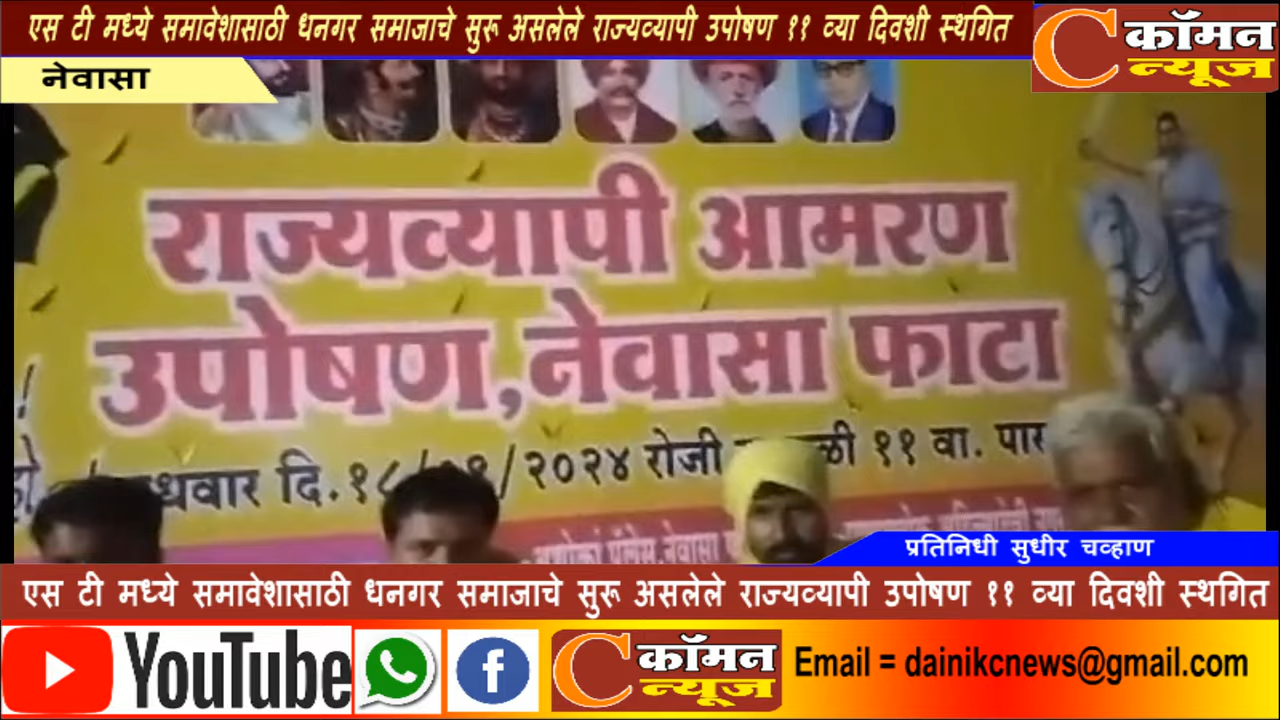 एस टी मध्ये समावेशासाठी धनगर समाजाचे सुरू असलेले राज्यव्यापी उपोषण ११ व्या दिवशी स्थगित
C कॉमन
न्यूज
नेवासा
राज्यव्यापी आमरण
उपोषण, नेवासा फाटा
दि. १८/ /२०२४ रोजी ११ वा.
प्रतिनिधी सुधीर चव्हाण
एस टी मध्ये समावेशासाठी धनगर समाजाचे सुरू असलेले राज्यव्यापी उपोषण ११ व्या दिवशी स्थगित
YouTube
C कॉमन
न्यूज
Email = dainikcnews@gmail.com